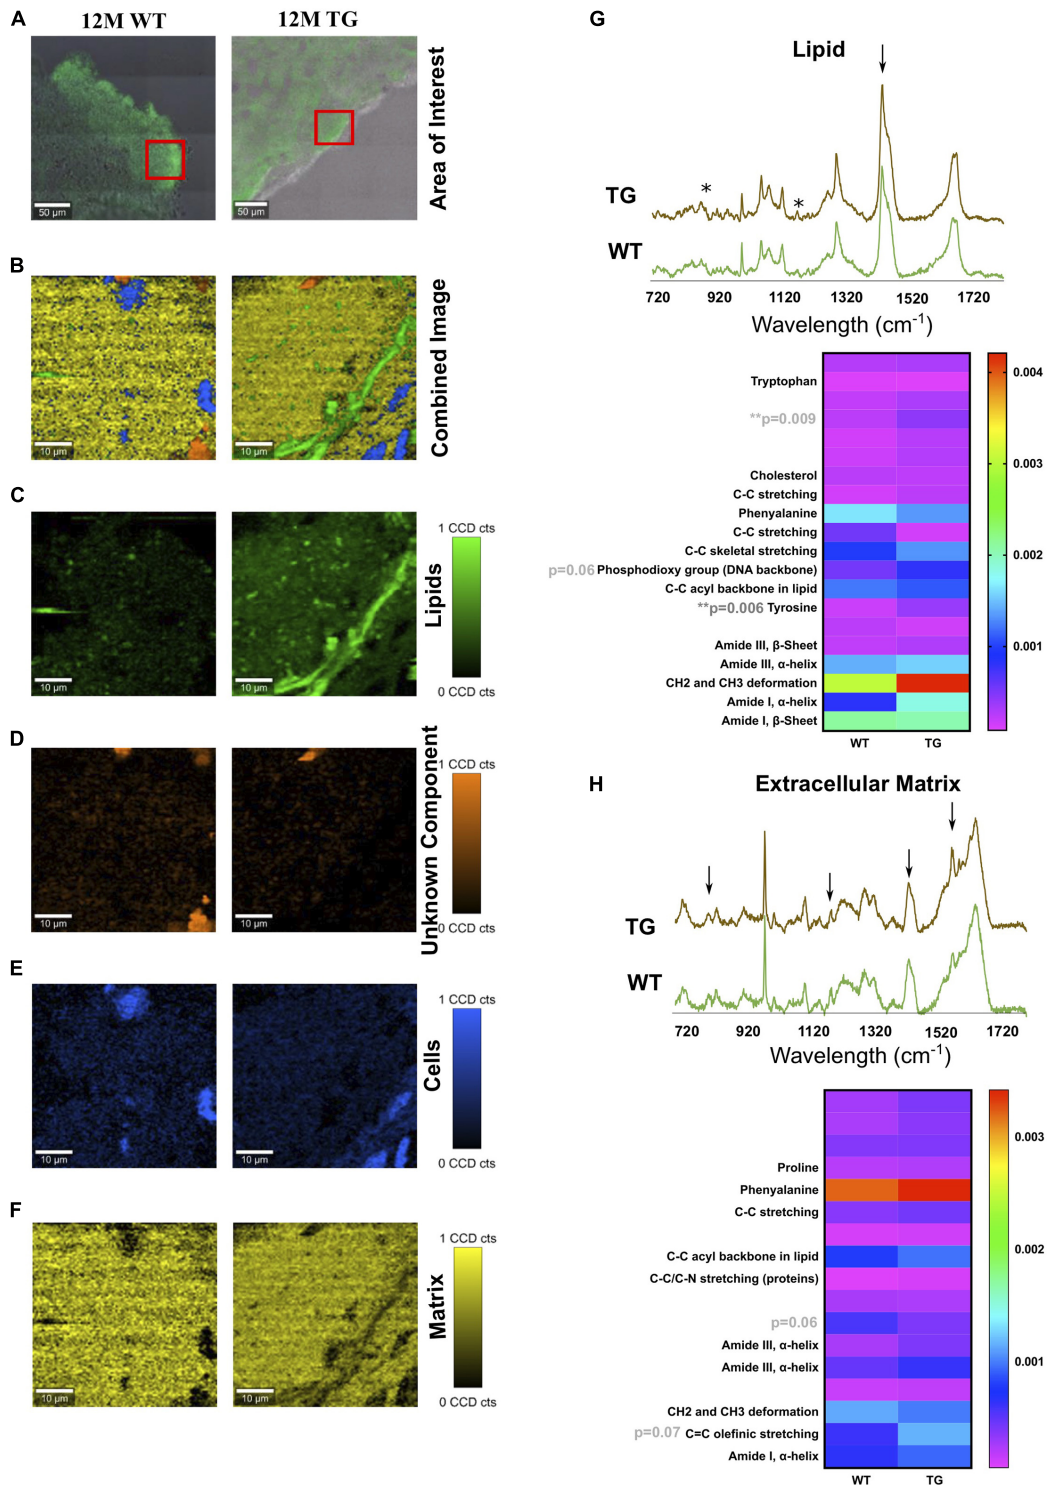 A
12M WT
12M TG
Area of Interest
50 µm
50 µm
B
Combined Image
10 µm
10 µm
C
1 CCD cts
Lipids
0 CCD cts
10 µm
10 µm
D
1 CCD cts
Unknown Component
0 CCD cts
10 µm
10 µm
E
1 CCD cts
Cells
0 CCD cts
10 µm
10 µm
F
1 CCD cts
Matrix
0 CCD cts
10 µm
10 µm
G
Lipid
* *
TG
WT
720 920 1120 1320 1520 1720
Wavelength (cm-1)
Tryptophan
**p=0.009
Cholesterol
C-C stretching
Phenyalanine
C-C stretching
C-C skeletal stretching
p=0.06 Phosphodioxy group (DNA backbone)
C-C acyl backbone in lipid
**p=0.006 Tyrosine
Amide III, β-Sheet
Amide III, α-helix
CH2 and CH3 deformation
Amide I, α-helix
Amide I, β-Sheet
WT TG
0.004
0.003
0.002
0.001
H
Extracellular Matrix
TG
WT
720 920 1120 1320 1520 1720
Wavelength (cm-1)
Proline
Phenyalanine
C-C stretching
C-C acyl backbone in lipid
C-C/C-N stretching (proteins)
p=0.06
Amide III, α-helix
Amide III, α-helix
CH2 and CH3 deformation
p=0.07 C=C olefinic stretching
Amide I, α-helix
WT TG
0.003
0.002
0.001